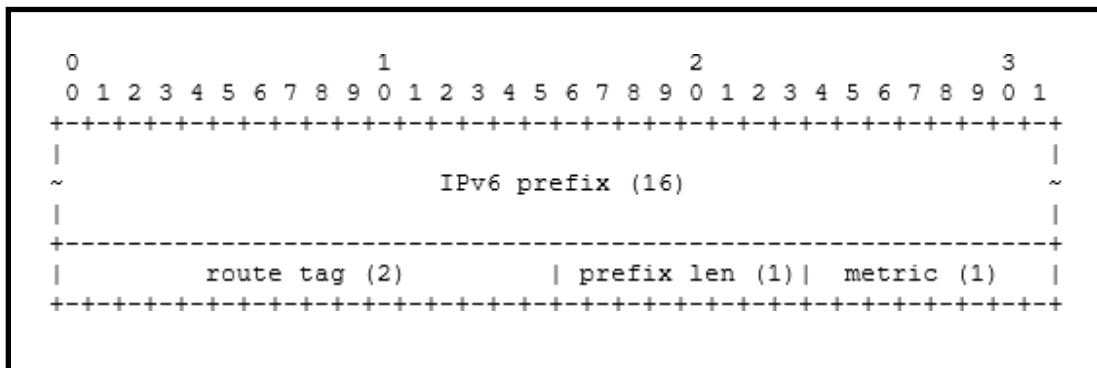 0                   1                   2                   3
0 1 2 3 4 5 6 7 8 9 0 1 2 3 4 5 6 7 8 9 0 1 2 3 4 5 6 7 8 9 0 1
+-+-+-+-+-+-+-+-+-+-+-+-+-+-+-+-+-+-+-+-+-+-+-+-+-+-+-+-+-+-+-+-+
|                                                               |
~                        IPv6 prefix (16)                       ~
|                                                               |
+---------------------------------------------------------------+
|         route tag (2)         | prefix len (1)|  metric (1)   |
+-+-+-+-+-+-+-+-+-+-+-+-+-+-+-+-+-+-+-+-+-+-+-+-+-+-+-+-+-+-+-+-+